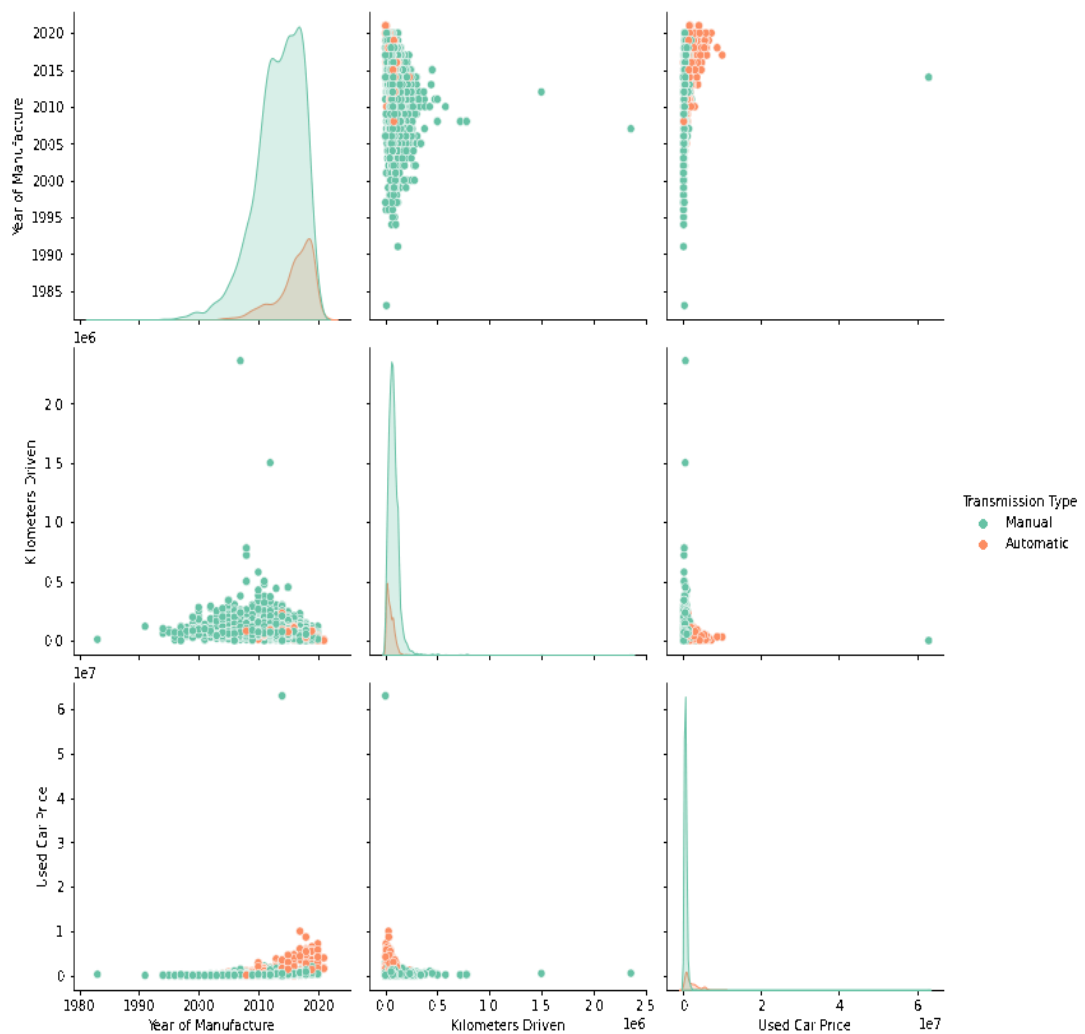 Year of Manufacture
2020
2015
2010
2005
2000
1995
1990
1985
1e6
Kilometers Driven
2 0
1 5
1 0
0 5
0 0
Transmission Type
Manual
Automatic
1e7
Used Car Price
6
5
4
3
2
1
0
1980 1990 2000 2010 2020
Year of Manufacture
0 0 0 5 1 0 1 5 2 0 2 5
1e6
Kilometers Driven
0 2 4 6
1e7
Used Car Price